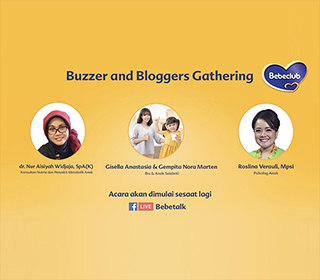 Buzzer and Bloggers Gathering
Bebeclub
dr. Nur Aisiyah Widjaja, SpA(K)
Konsultan Nutrisi dan Penyakit Metabolik Anak
Gisella Anastasia & Gempita Nora Marten
Ibu & Anak Selebriti
Roslina Verauli, Mpsi
Psikolog Anak
Acara akan dimulai sesaat lagi
f LIVE Bebetalk